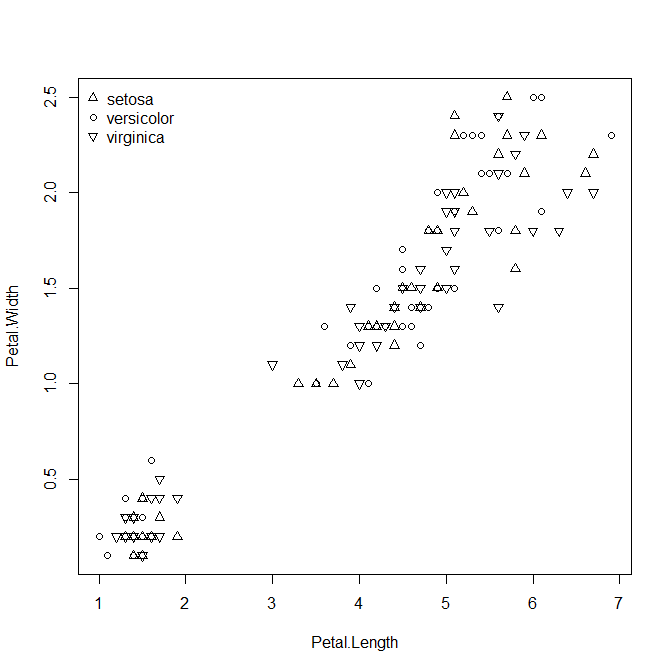 setosa
versicolor
virginica
2.5
2.0
1.5
1.0
0.5
Petal.Width
1 2 3 4 5 6 7
Petal.Length